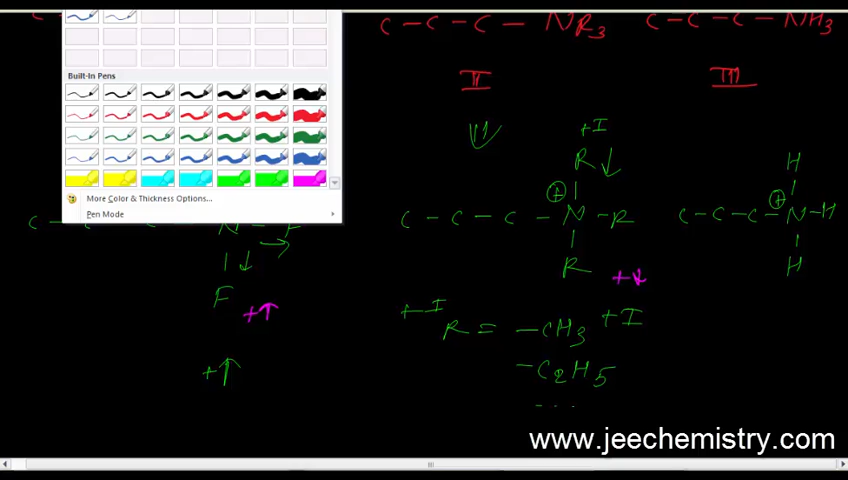 C - C - C - NR3
C - C - C - NH3
II
III
Built-In Pens
+I
R↓
H
More Color & Thickness Options...
Pen Mode
C -
→
C - C - C - N - R
⊕
C - C - C - N - H
⊕
↓
F
R
H
+↑
+↓
+I
R = - CH3 +I
- C2H5
+↑
www.jeechemistry.com